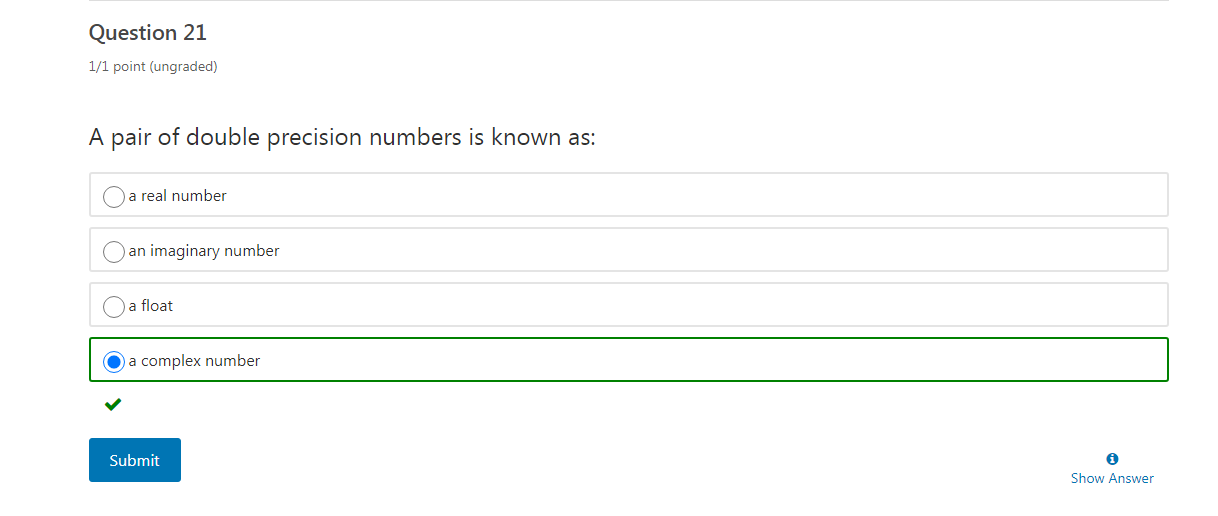 Question 21
1/1 point (ungraded)
A pair of double precision numbers is known as:
a real number
an imaginary number
a float
a complex number
Submit
Show Answer